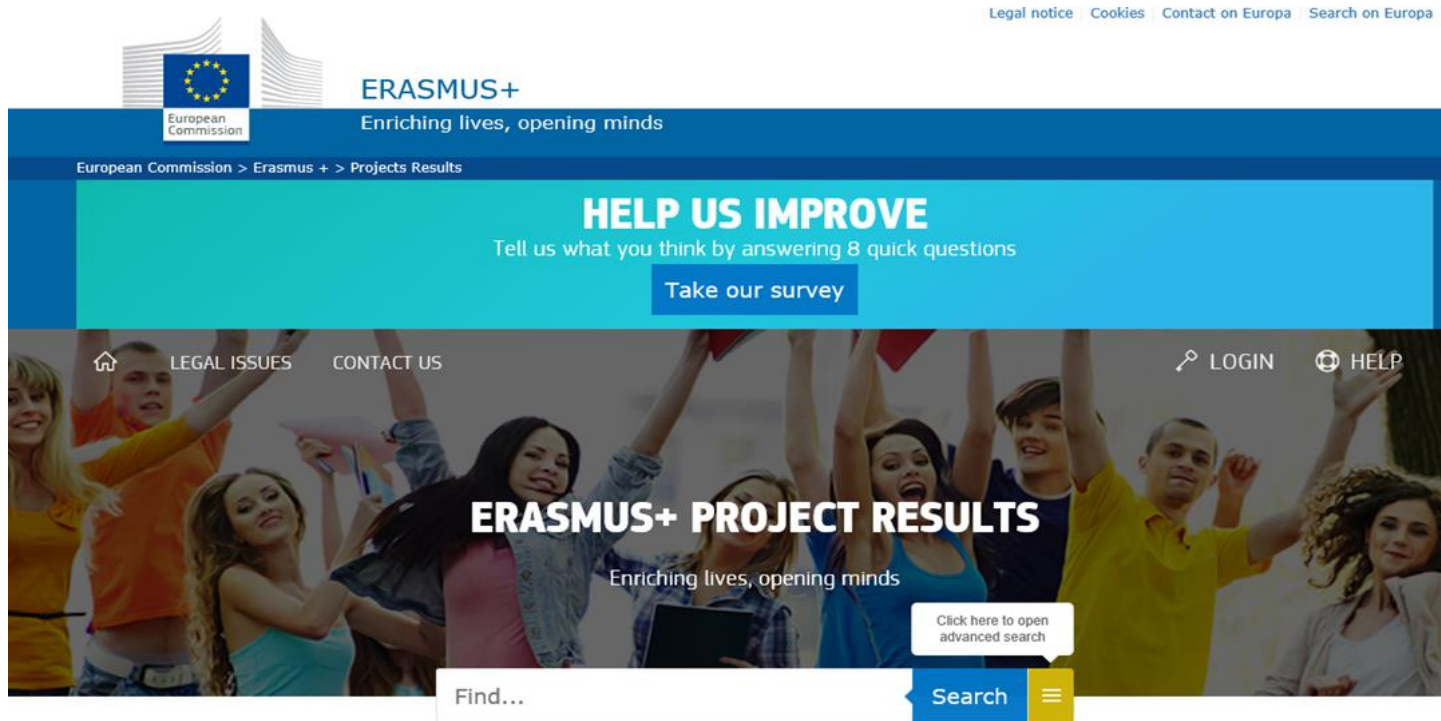 Legal notice Cookies Contact on Europa Search on Europa
ERASMUS+
European
Commission
Enriching lives, opening minds
European Commission > Erasmus + > Projects Results
HELP US IMPROVE
Tell us what you think by answering 8 quick questions
Take our survey
LEGAL ISSUES CONTACT US LOGIN HELP
ERASMUS+ PROJECT RESULTS
Enriching lives, opening minds
Click here to open
advanced search
Find... Search